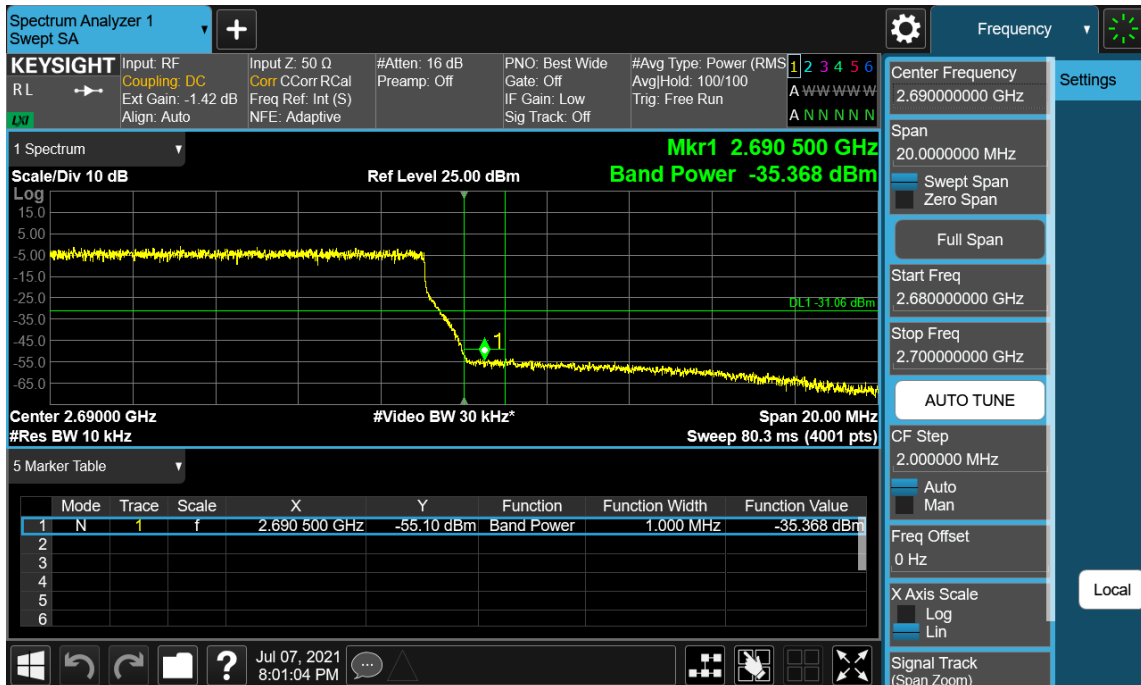 Spectrum Analyzer 1
Swept SA
Frequency
KEYSIGHT
R L
LXI
Input: RF
Coupling: DC
Ext Gain: -1.42 dB
Align: Auto
Input Z: 50 Ω
Corr CCorr RCal
Freq Ref: Int (S)
NFE: Adaptive
#Atten: 16 dB
Preamp: Off
PNO: Best Wide
Gate: Off
IF Gain: Low
Sig Track: Off
#Avg Type: Power (RMS
Avg|Hold: 100/100
Trig: Free Run
1 2 3 4 5 6
A W W W W W
A N N N N N
1 Spectrum
Scale/Div 10 dB
Ref Level 25.00 dBm
Mkr1 2.690 500 GHz
Band Power -35.368 dBm
Log
15.0
5.00
-5.00
-15.0
-25.0
-35.0
-45.0
-55.0
-65.0
DL1 -31.06 dBm
1
Center 2.69000 GHz
#Video BW 30 kHz*
Span 20.00 MHz
#Res BW 10 kHz
Sweep 80.3 ms (4001 pts)
5 Marker Table
Mode Trace Scale X Y Function Function Width Function Value
1 N 1 f 2.690 500 GHz -55.10 dBm Band Power 1.000 MHz -35.368 dBm
2
3
4
5
6
?
Jul 07, 2021
8:01:04 PM
Center Frequency
2.690000000 GHz
Span
20.0000000 MHz
Swept Span
Zero Span
Full Span
Start Freq
2.680000000 GHz
Stop Freq
2.700000000 GHz
AUTO TUNE
CF Step
2.000000 MHz
Auto
Man
Freq Offset
0 Hz
X Axis Scale
Log
Lin
Signal Track
(Span Zoom)
Settings
Local